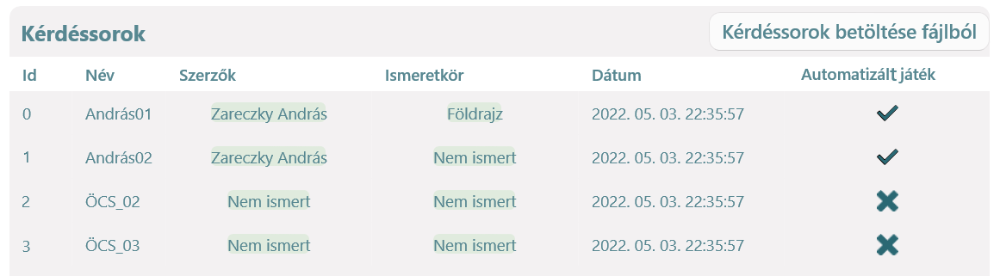 Kérdéssorok Kérdéssorok betöltése fájlból
Id Név Szerzők Ismeretkör Dátum Automatizált játék
0 András01 Zareczky András Földrajz 2022. 05. 03. 22:35:57
1 András02 Zareczky András Nem ismert 2022. 05. 03. 22:35:57
2 ÖCS_02 Nem ismert Nem ismert 2022. 05. 03. 22:35:57
3 ÖCS_03 Nem ismert Nem ismert 2022. 05. 03. 22:35:57